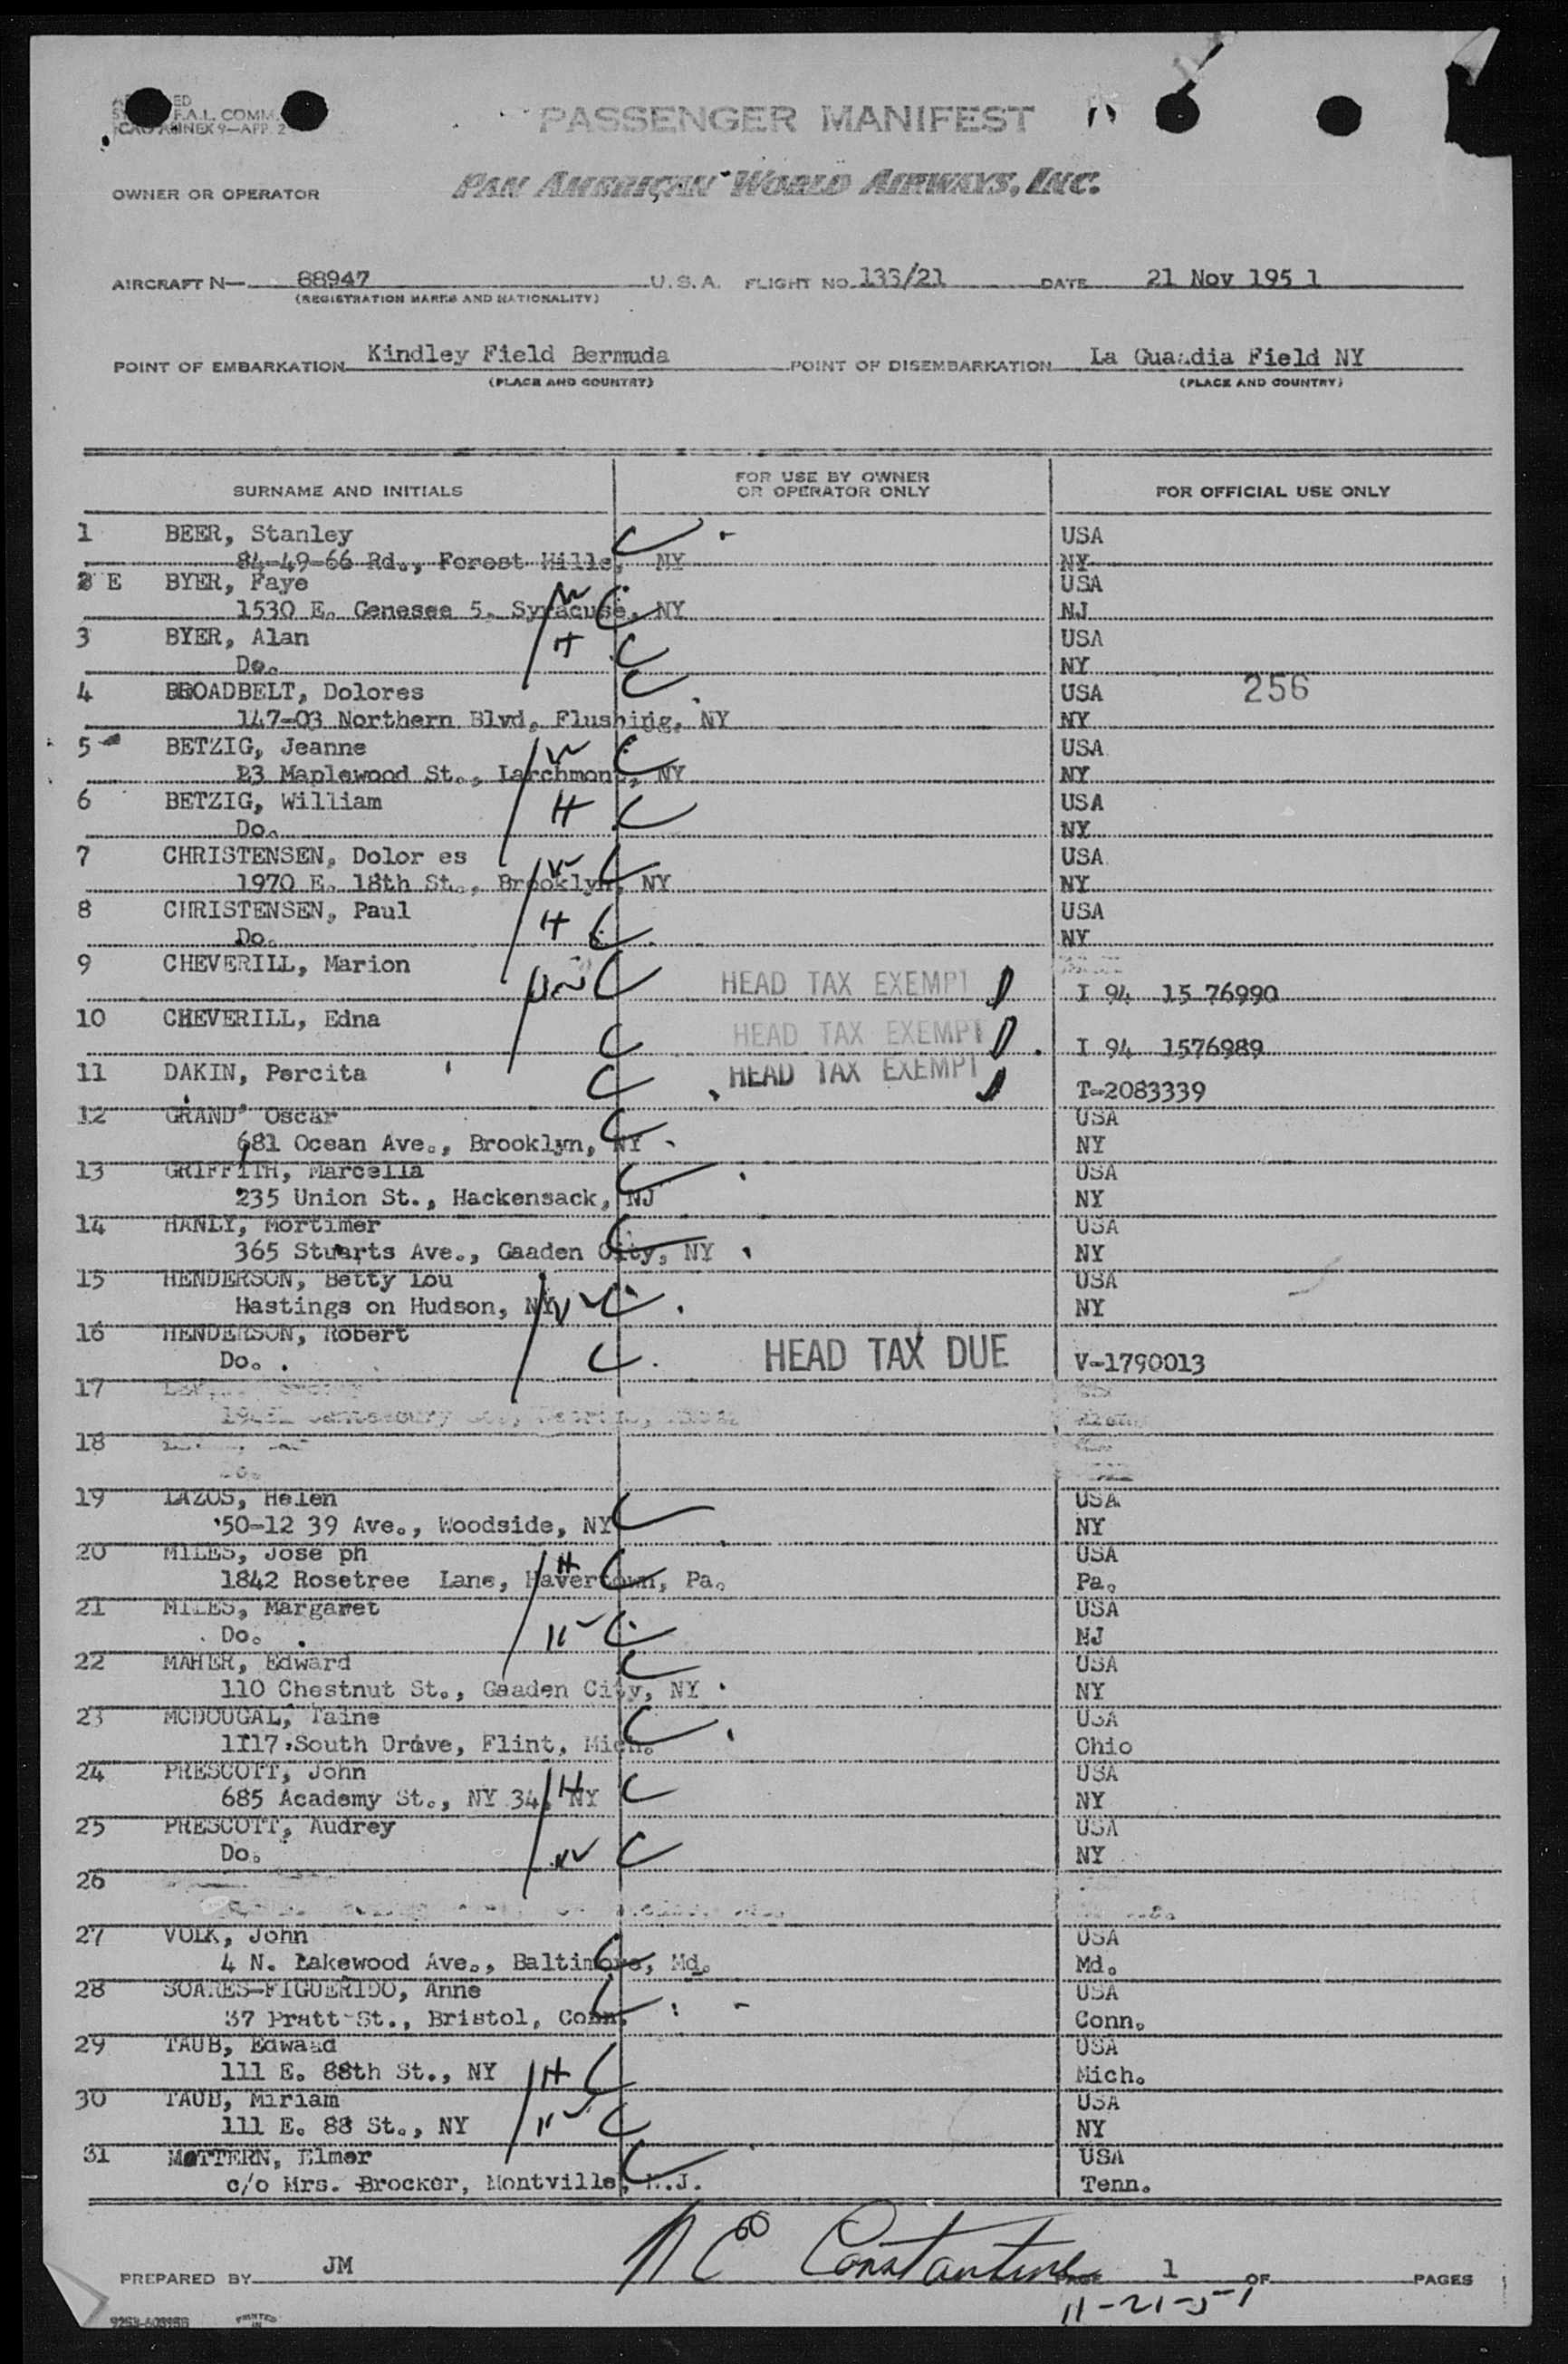 F.A.L. COMM.
ANNEX 9—APP. 2
PASSENGER MANIFEST
OWNER OR OPERATOR PAN AMERICAN WORLD AIRWAYS, INC.
AIRCRAFT N— 88947 U.S.A. FLIGHT NO. 133/21 DATE 21 Nov 195 1
(REGISTRATION MARKS AND NATIONALITY)
POINT OF EMBARKATION Kindley Field Bermuda POINT OF DISEMBARKATION La Guaadia Field NY
(PLACE AND COUNTRY) (PLACE AND COUNTRY)
SURNAME AND INITIALS FOR USE BY OWNER OR OPERATOR ONLY FOR OFFICIAL USE ONLY
1 BEER, Stanley C USA
84-49-66 Rd., Forest Hills, NY NY
2 E BYER, Faye W C USA
1530 E. Genesee 5, Syracuse, NY NJ
3 BYER, Alan H C USA
Do. NY
4 BROADBELT, Dolores C USA 256
147-03 Northern Blvd, Flushing, NY NY
5 BETZIG, Jeanne W C USA
23 Maplewood St., Larchmont, NY NY
6 BETZIG, William H C USA
Do. NY
7 CHRISTENSEN, Dolor es W C USA
1970 E. 18th St., Brooklyn, NY NY
8 CHRISTENSEN, Paul H C USA
Do. NY
9 CHEVERILL, Marion C HEAD TAX EXEMPT
I 94 15 76990
10 CHEVERILL, Edna C HEAD TAX EXEMPT
I 94 1576989
11 DAKIN, Percita C HEAD TAX EXEMPT T-2083339
12 GRAND, Oscar C USA
681 Ocean Ave., Brooklyn, NY NY
13 GRIFFITH, Marcella C USA
235 Union St., Hackensack, NJ NY
14 HANLY, Mortimer C USA
365 Stuarts Ave., Gaaden City, NY NY
15 HENDERSON, Betty Lou W C USA
Hastings on Hudson, NY NY
16 HENDERSON, Robert C HEAD TAX DUE
Do. V-1790013
17
18
19 LAZOS, Helen C USA
50-12 39 Ave., Woodside, NY NY
20 MILES, Jose ph H C USA
1842 Rosetree Lane, Havertown, Pa. Pa.
21 MILES, Margaret W C USA
Do. NJ
22 MAHER, Edward C USA
110 Chestnut St., Gaaden City, NY NY
23 MCDOUGAL, Taine C USA
1117 South Drave, Flint, Mich. Ohio
24 PRESCOTT, John H C USA
685 Academy St., NY 34, NY NY
25 PRESCOTT, Audrey W C USA
Do. NY
26
27 VOLK, John C USA
4 N. Lakewood Ave., Baltimore, Md. Md.
28 SOARES-FIGUERIDO, Anne C USA
37 Pratt St., Bristol, Conn. Conn.
29 TAUB, Edwaad H C USA
111 E. 88th St., NY Mich.
30 TAUB, Miriam W C USA
111 E. 88 St., NY NY
31 MOTTERN, Elmer C USA
c/o Mrs. Brocker, Montville, N.J. Tenn.
N C Constantine
PREPARED BY JM PAGE 1 OF PAGES
11-21-51
PRINTED
IN